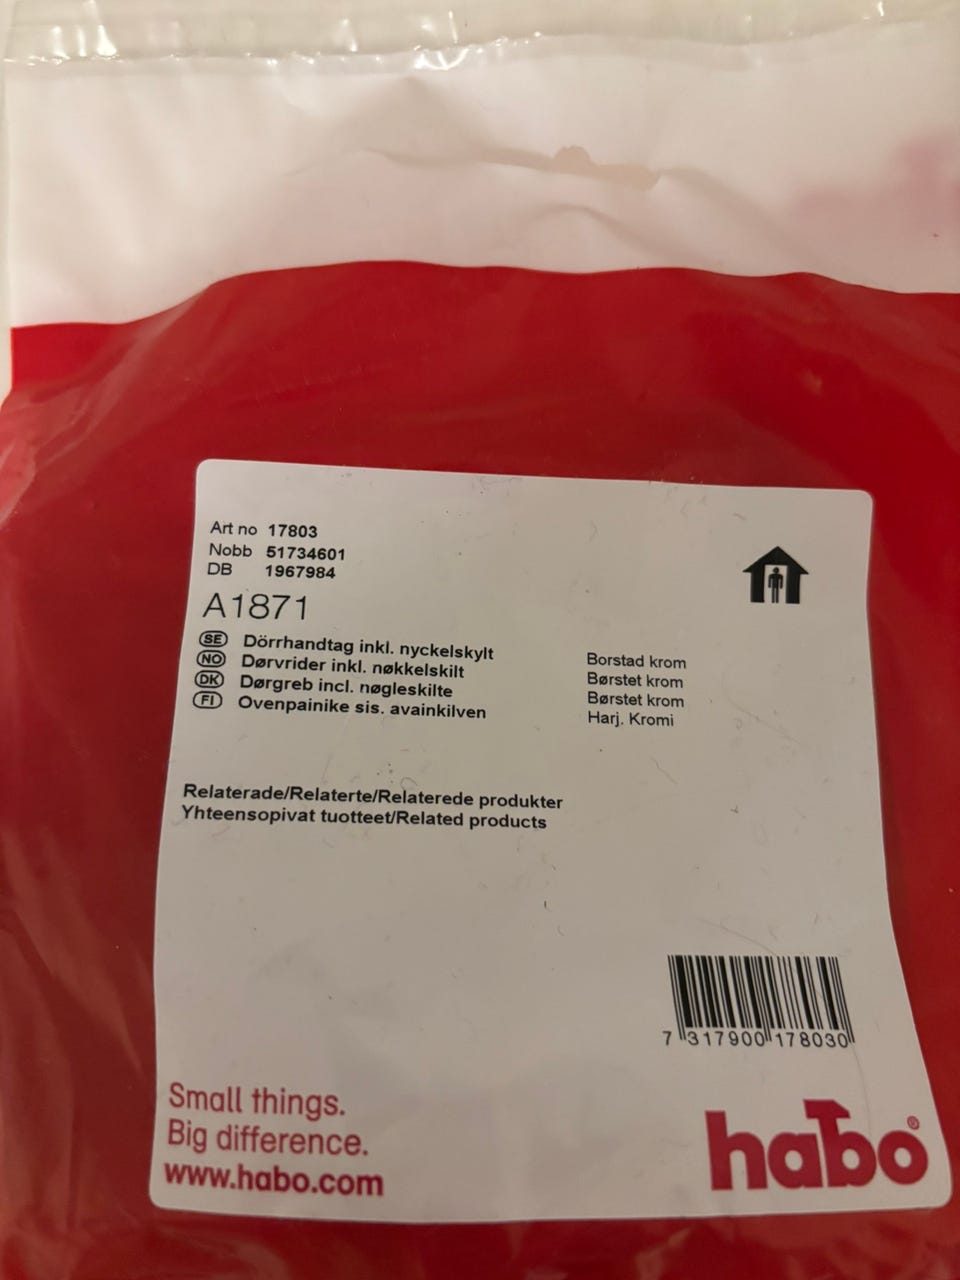 Art no 17803
Nobb 51734601
DB 1967984
A1871
SE Dörrhandtag inkl. nyckelskylt Borstad krom
NO Dørvrider inkl. nøkkelskilt Børstet krom
DK Dørgreb incl. nøgleskilte Børstet krom
FI Ovenpainike sis. avainkilven Harj. Kromi
Relaterade/Relaterte/Relaterede produkter
Yhteensopivat tuotteet/Related products
7 317900 178030
Small things.
Big difference.
www.habo.com
habo®